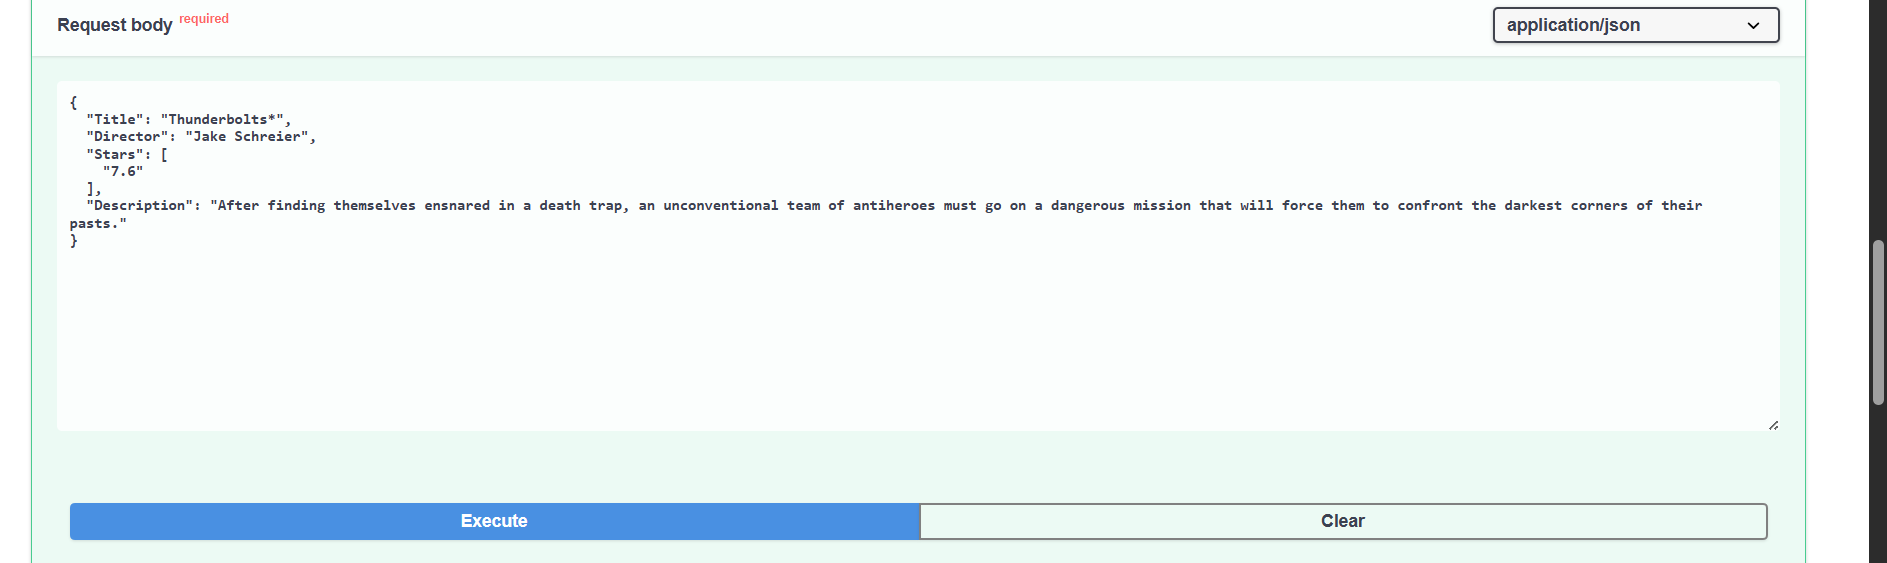 Request body required
application/json
{
  "Title": "Thunderbolts*",
  "Director": "Jake Schreier",
  "Stars": [
    "7.6"
  ],
  "Description": "After finding themselves ensnared in a death trap, an unconventional team of antiheroes must go on a dangerous mission that will force them to confront the darkest corners of their
pasts."
}
Execute
Clear